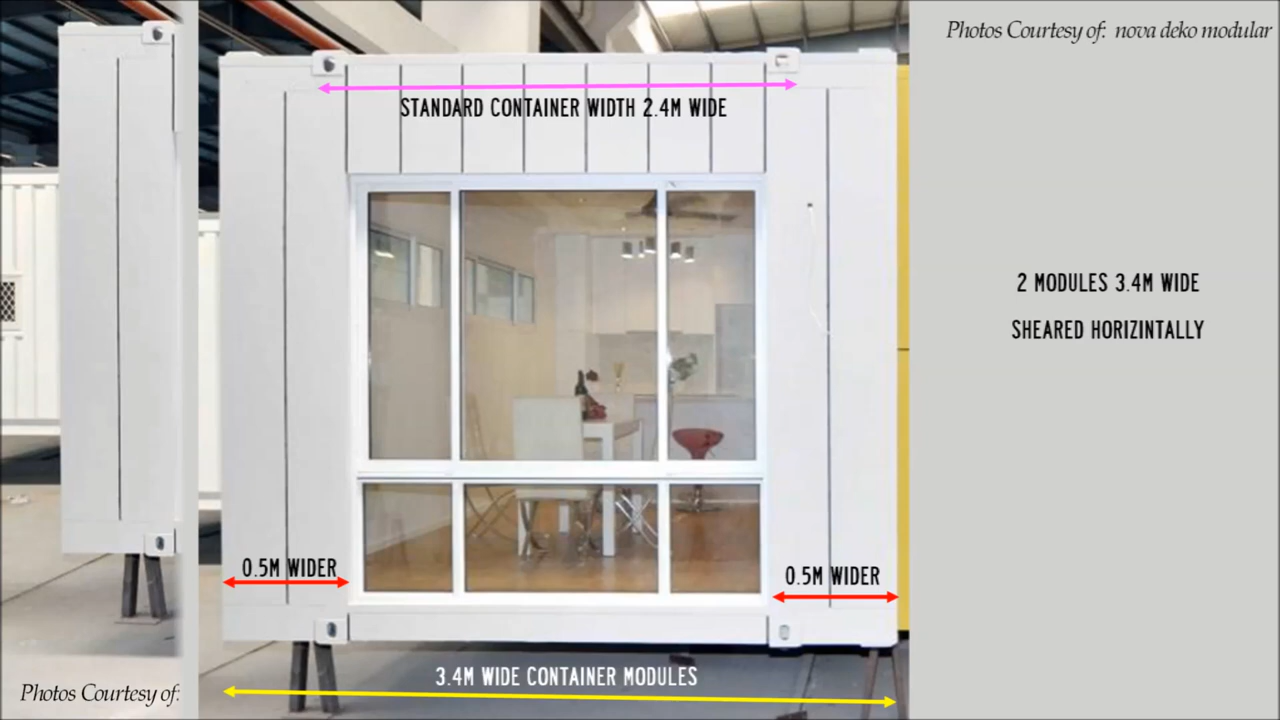 Photos Courtesy of: nova deko modular
STANDARD CONTAINER WIDTH 2.4M WIDE
2 MODULES 3.4M WIDE
SHEARED HORIZINTALLY
0.5M WIDER
0.5M WIDER
3.4M WIDE CONTAINER MODULES
Photos Courtesy of: